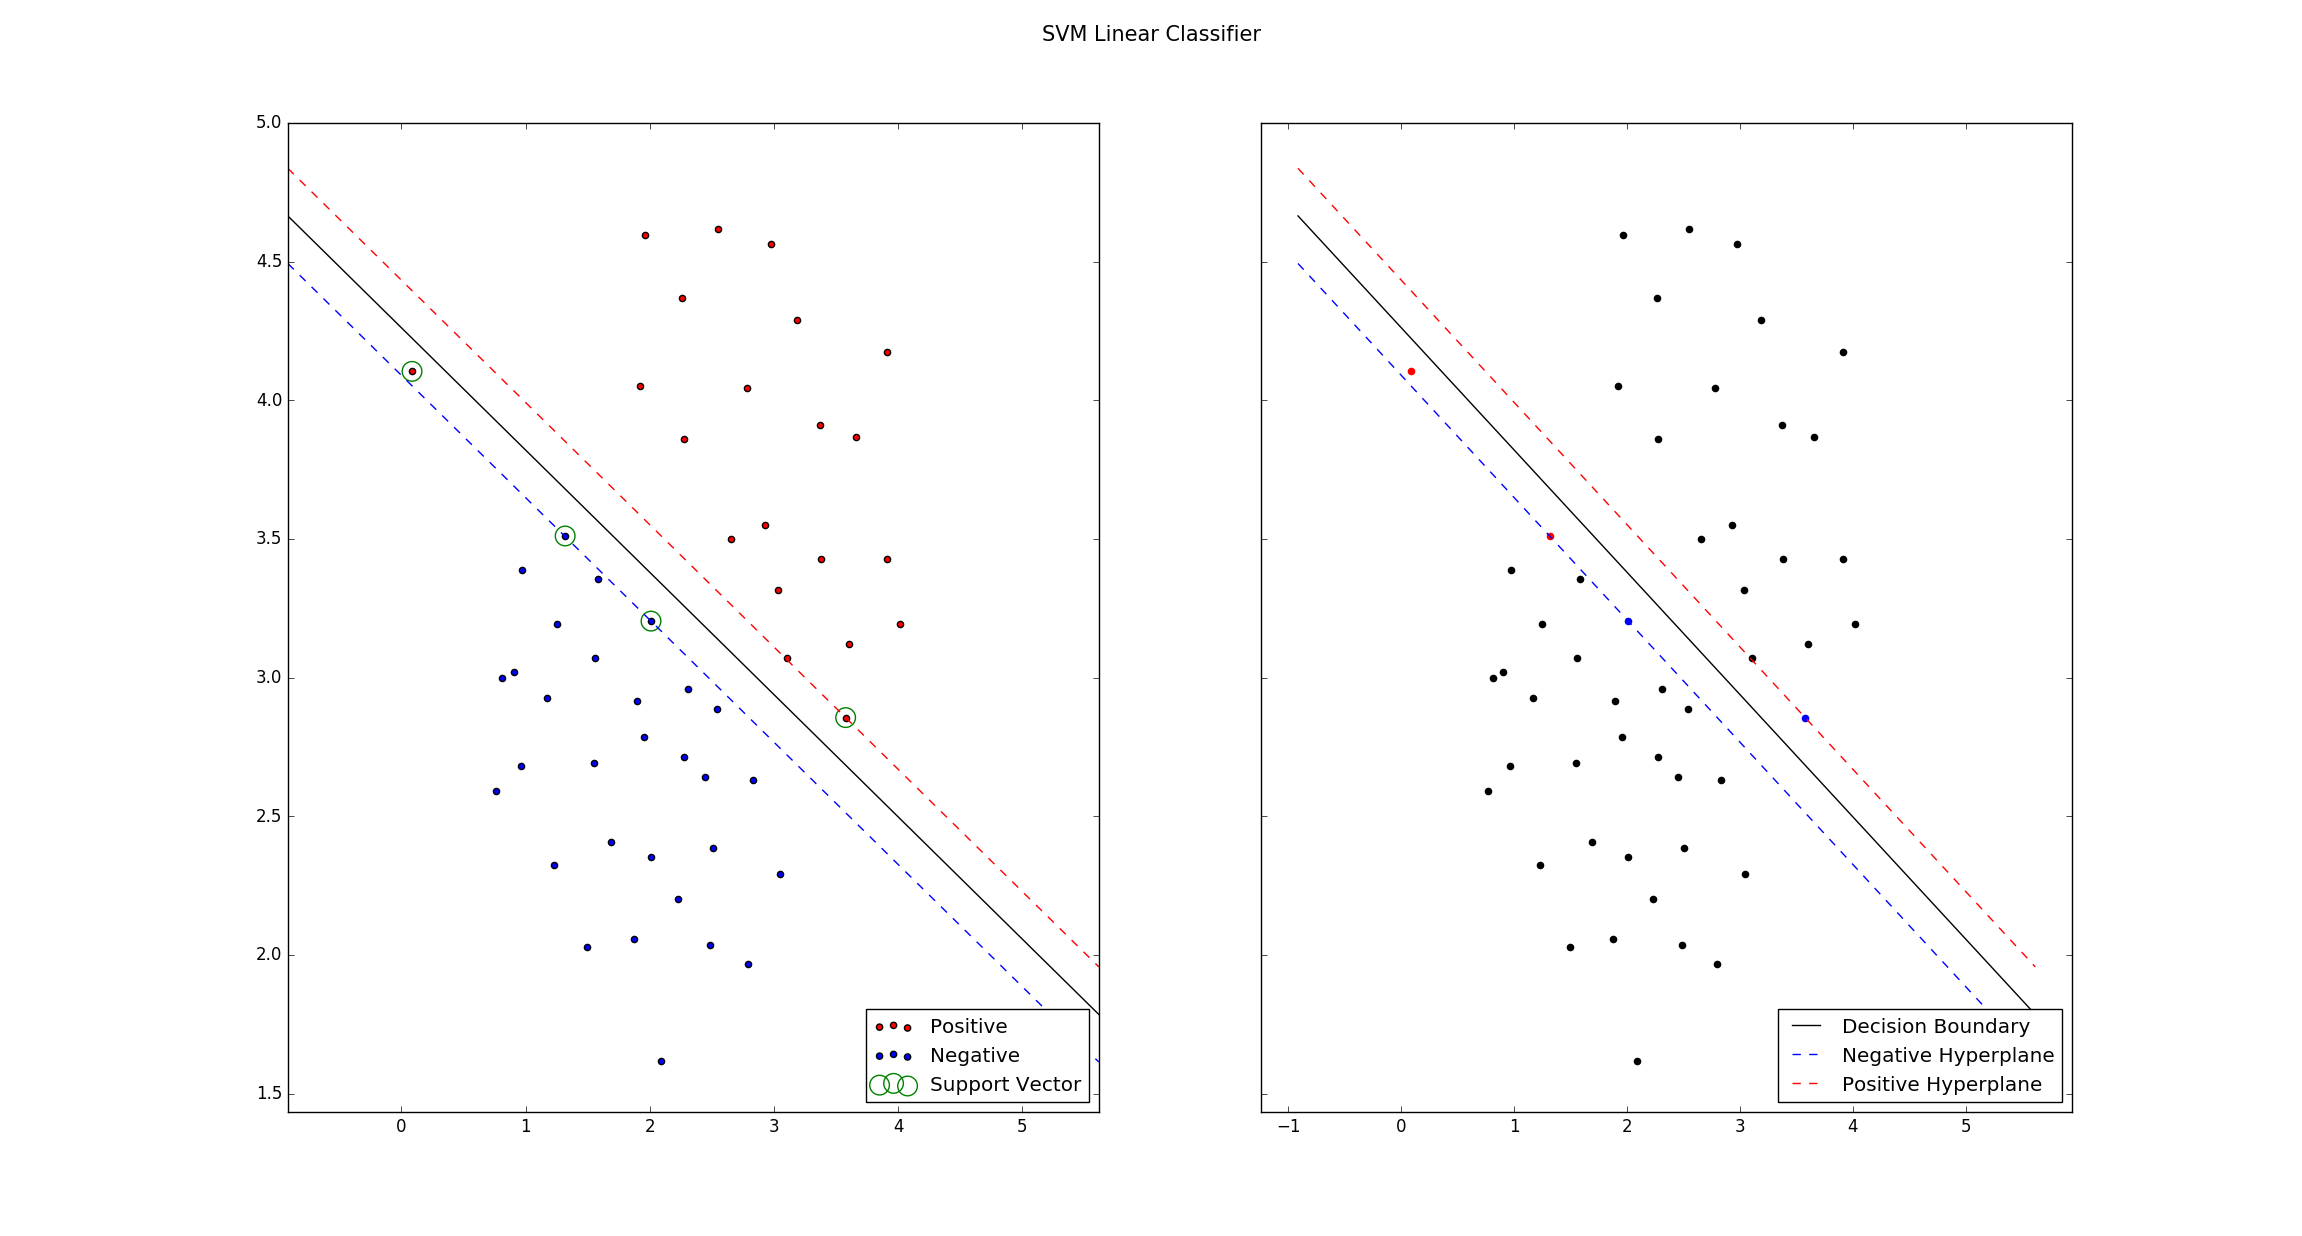 SVM Linear Classifier
5.0
4.5
4.0
3.5
3.0
2.5
2.0
1.5
0 1 2 3 4 5
Positive
Negative
Support Vector
−1 0 1 2 3 4 5
Decision Boundary
Negative Hyperplane
Positive Hyperplane